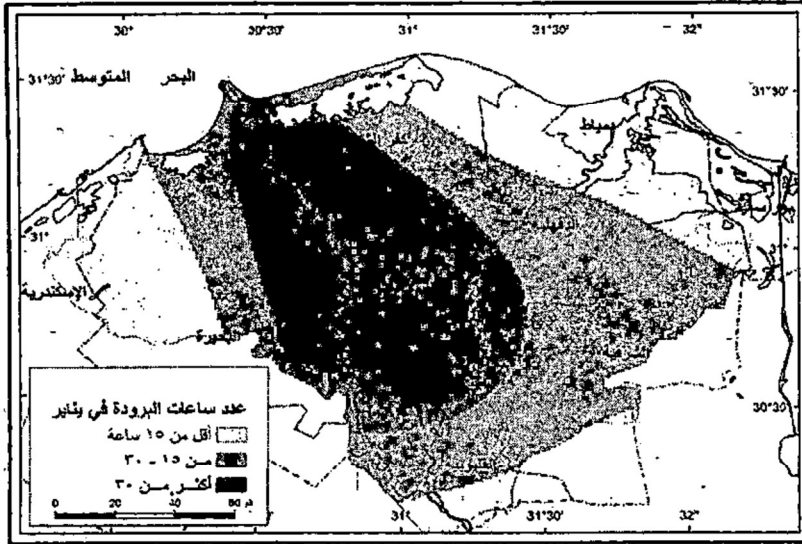 30° 30°30' 31° 31°30' 32°
31°30' البحر المتوسط 31°30'
دمياط
الدقهلية
31°
الإسكندرية
البحيرة
عدد ساعات البرودة في يناير
أقل من ١٥ ساعة
من ١٥ - ٣٠
أكثر من ٣٠
0 20 40 60 كم
30°30'
31° 31°30' 32°